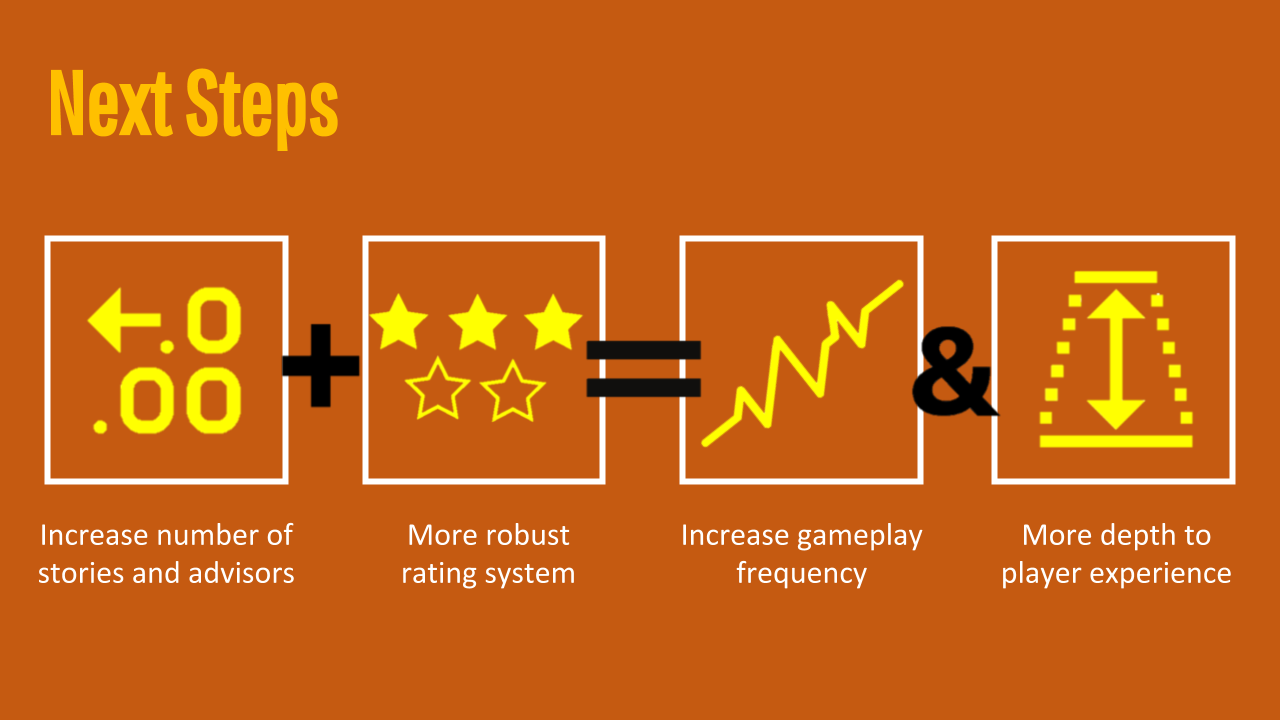 Next Steps
.0
.00
+
=
&
Increase number of
stories and advisors
More robust
rating system
Increase gameplay
frequency
More depth to
player experience